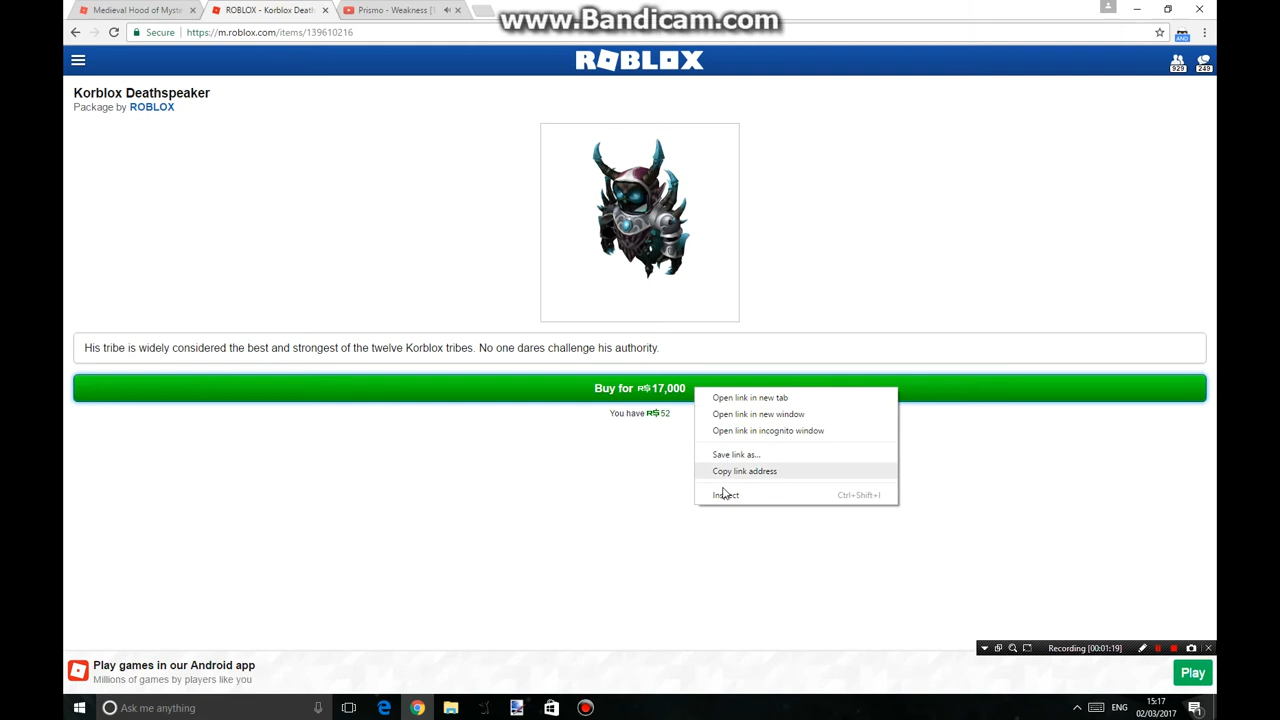 www.Bandicam.com
Medieval Hood of Myste
ROBLOX - Korblox Death
Prismo - Weakness [
Secure
https://m.roblox.com/items/139610216
AND
ROBLOX
929
249
Korblox Deathspeaker
Package by ROBLOX
His tribe is widely considered the best and strongest of the twelve Korblox tribes. No one dares challenge his authority.
Buy for R$ 17,000
You have R$ 52
Open link in new tab
Open link in new window
Open link in incognito window
Save link as...
Copy link address
Inspect Ctrl+Shift+I
Recording [00:01:19]
Play games in our Android app
Millions of games by players like you
Play
Ask me anything
ENG
15:17
02/03/2017
1